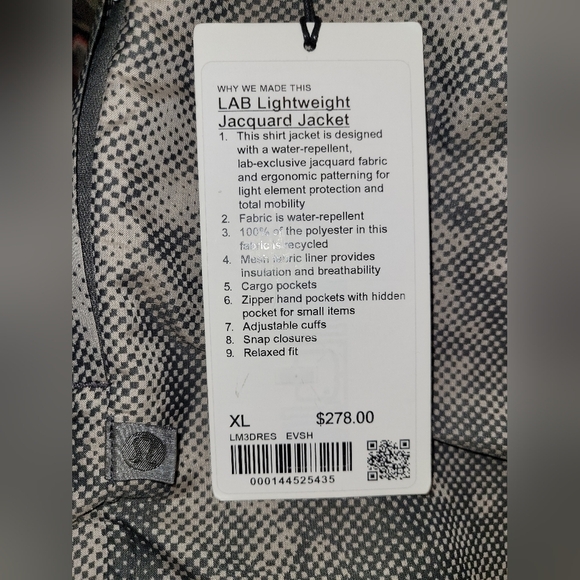 WHY WE MADE THIS
LAB Lightweight
Jacquard Jacket
1. This shirt jacket is designed
with a water-repellent,
lab-exclusive jacquard fabric
and ergonomic patterning for
light element protection and
total mobility
2. Fabric is water-repellent
3. 100% of the polyester in this
fabric is recycled
4. Mesh fabric liner provides
insulation and breathability
5. Cargo pockets
6. Zipper hand pockets with hidden
pocket for small items
7. Adjustable cuffs
8. Snap closures
9. Relaxed fit
XL $278.00
LM3DRES EVSH
000144525435